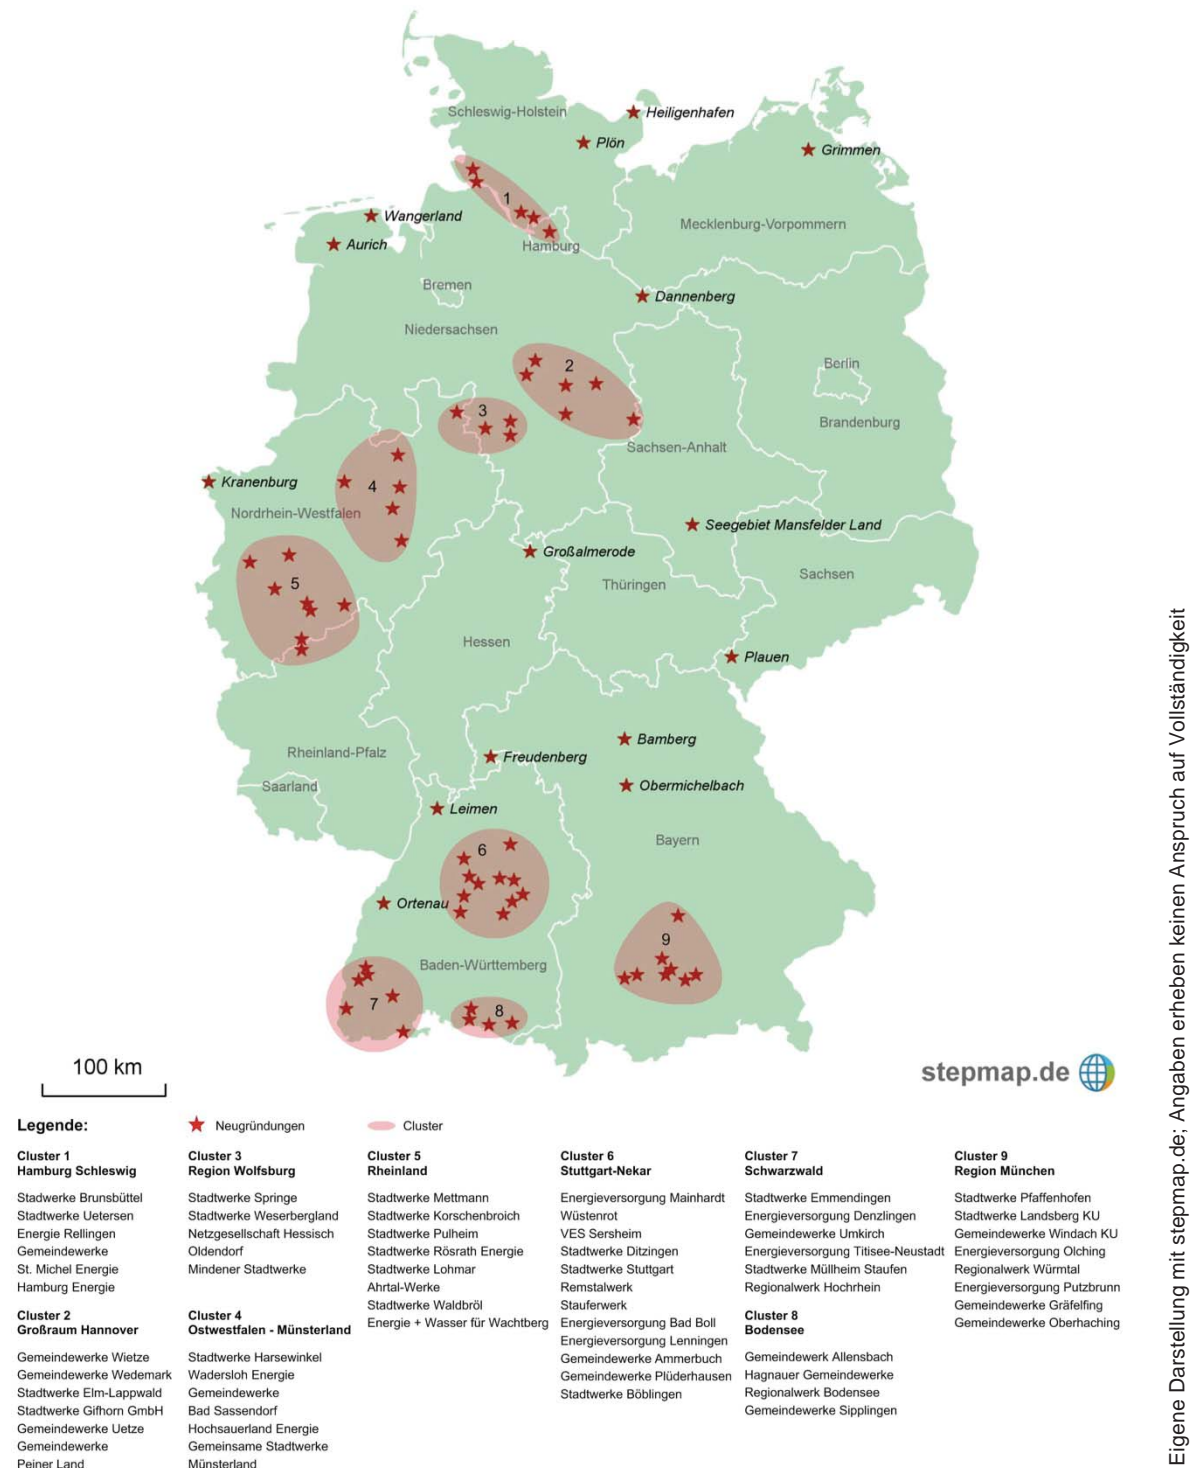 Schleswig-Holstein
Heiligenhafen
Plön
Grimmen
1
Wangerland
Mecklenburg-Vorpommern
Aurich
Hamburg
Bremen
Dannenberg
Niedersachsen
2
Berlin
3
Brandenburg
Sachsen-Anhalt
Kranenburg
4
Nordrhein-Westfalen
Seegebiet Mansfelder Land
Großalmerode
5
Thüringen
Sachsen
Hessen
Plauen
Bamberg
Rheinland-Pfalz
Freudenberg
Saarland
Obermichelbach
Leimen
6
Bayern
Ortenau
9
Baden-Württemberg
7
8
100 km
stepmap.de
Legende:
Neugründungen
Cluster
Cluster 1
Hamburg Schleswig
Stadwerke Brunsbüttel
Stadtwerke Uetersen
Energie Rellingen
Gemeindewerke
St. Michel Energie
Hamburg Energie
Cluster 2
Großraum Hannover
Gemeindewerke Wietze
Gemeindewerke Wedemark
Stadtwerke Elm-Lappwald
Stadtwerke Gifhorn GmbH
Gemeindewerke Uetze
Gemeindewerke
Peiner Land
Cluster 3
Region Wolfsburg
Stadtwerke Springe
Stadtwerke Weserbergland
Netzgesellschaft Hessisch
Oldendorf
Mindener Stadtwerke
Cluster 4
Ostwestfalen - Münsterland
Stadtwerke Harsewinkel
Wadersloh Energie
Gemeindewerke
Bad Sassendorf
Hochsauerland Energie
Gemeinsame Stadtwerke
Münsterland
Cluster 5
Rheinland
Stadtwerke Mettmann
Stadtwerke Korschenbroich
Stadtwerke Pulheim
Stadtwerke Rösrath Energie
Stadtwerke Lohmar
Ahrtal-Werke
Stadtwerke Waldbröl
Energie + Wasser für Wachtberg
Cluster 6
Stuttgart-Nekar
Energieversorgung Mainhardt
Wüstenrot
VES Sersheim
Stadtwerke Ditzingen
Stadtwerke Stuttgart
Remstalwerk
Stauferwerk
Energieversorgung Bad Boll
Energieversorgung Lenningen
Gemeindewerke Ammerbuch
Gemeindewerke Plüderhausen
Stadtwerke Böblingen
Cluster 7
Schwarzwald
Stadtwerke Emmendingen
Energieversorgung Denzlingen
Gemeindewerke Umkirch
Energieversorgung Titisee-Neustadt
Stadtwerke Müllheim Staufen
Regionalwerk Hochrhein
Cluster 8
Bodensee
Gemeindewerk Allensbach
Hagnauer Gemeindewerke
Regionalwerk Bodensee
Gemeindewerke Sipplingen
Cluster 9
Region München
Stadtwerke Pfaffenhofen
Stadtwerke Landsberg KU
Gemeindewerke Windach KU
Energieversorgung Olching
Regionalwerk Würmtal
Energieversorgung Putzbrunn
Gemeindewerke Gräfelfing
Gemeindewerke Oberhaching
Eigene Darstellung mit stepmap.de; Angaben erheben keinen Anspruch auf Vollständigkeit